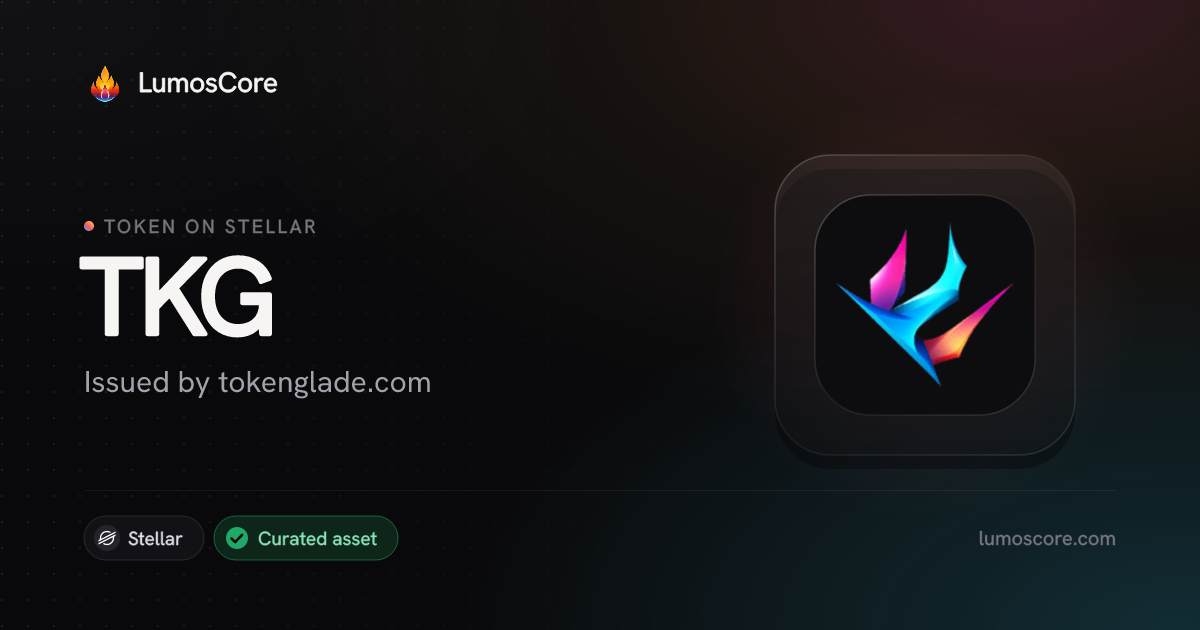 LumosCore
TOKEN ON STELLAR
TKG
Issued by tokenglade.com
Stellar
Curated asset
lumoscore.com